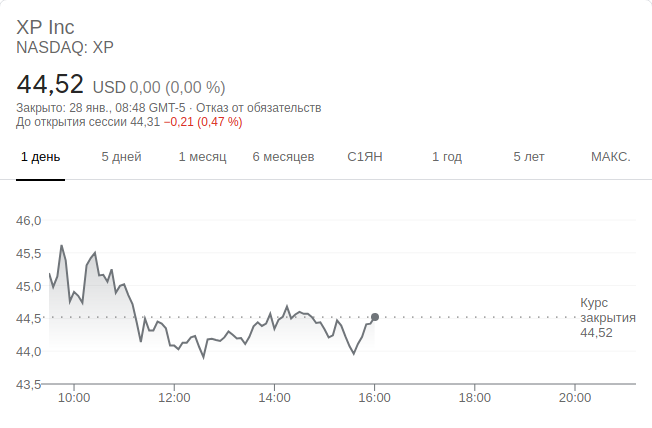 XP Inc
NASDAQ: XP
44,52 USD 0,00 (0,00 %)
Закрыто: 28 янв., 08:48 GMT-5 · Отказ от обязательств
До открытия сессии 44,31 −0,21 (0,47 %)
1 день 5 дней 1 месяц 6 месяцев С1ЯН 1 год 5 лет МАКС.
46,0
45,5
45,0
44,5
44,0
43,5
Курс
закрытия
44,52
10:00 12:00 14:00 16:00 18:00 20:00